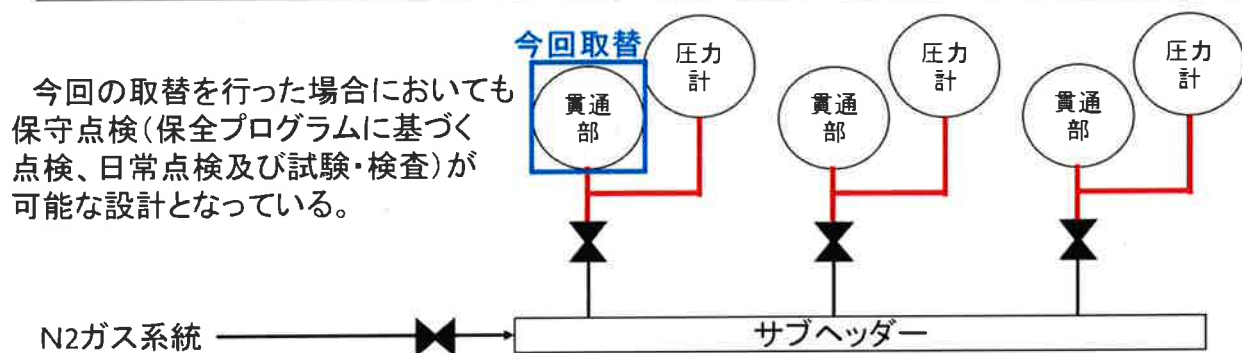 今回の取替を行った場合においても
保守点検(保全プログラムに基づく
点検、日常点検及び試験・検査)が
可能な設計となっている。
今回取替
貫通
部
圧力
計
貫通
部
圧力
計
貫通
部
圧力
計
N2ガス系統
サブヘッダー